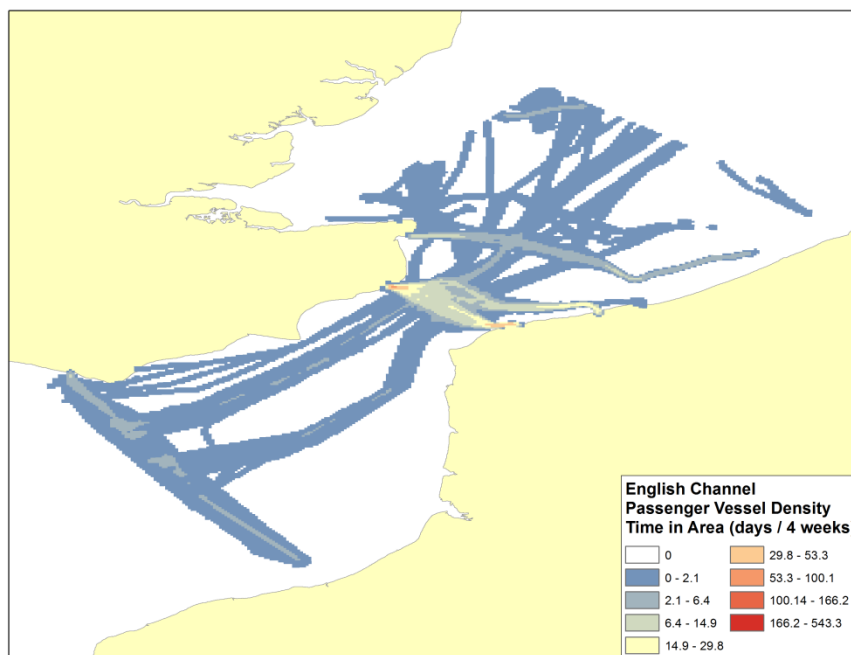 English Channel
Passenger Vessel Density
Time in Area (days / 4 weeks
0
0 - 2.1
2.1 - 6.4
6.4 - 14.9
14.9 - 29.8
29.8 - 53.3
53.3 - 100.1
100.14 - 166.2
166.2 - 543.3